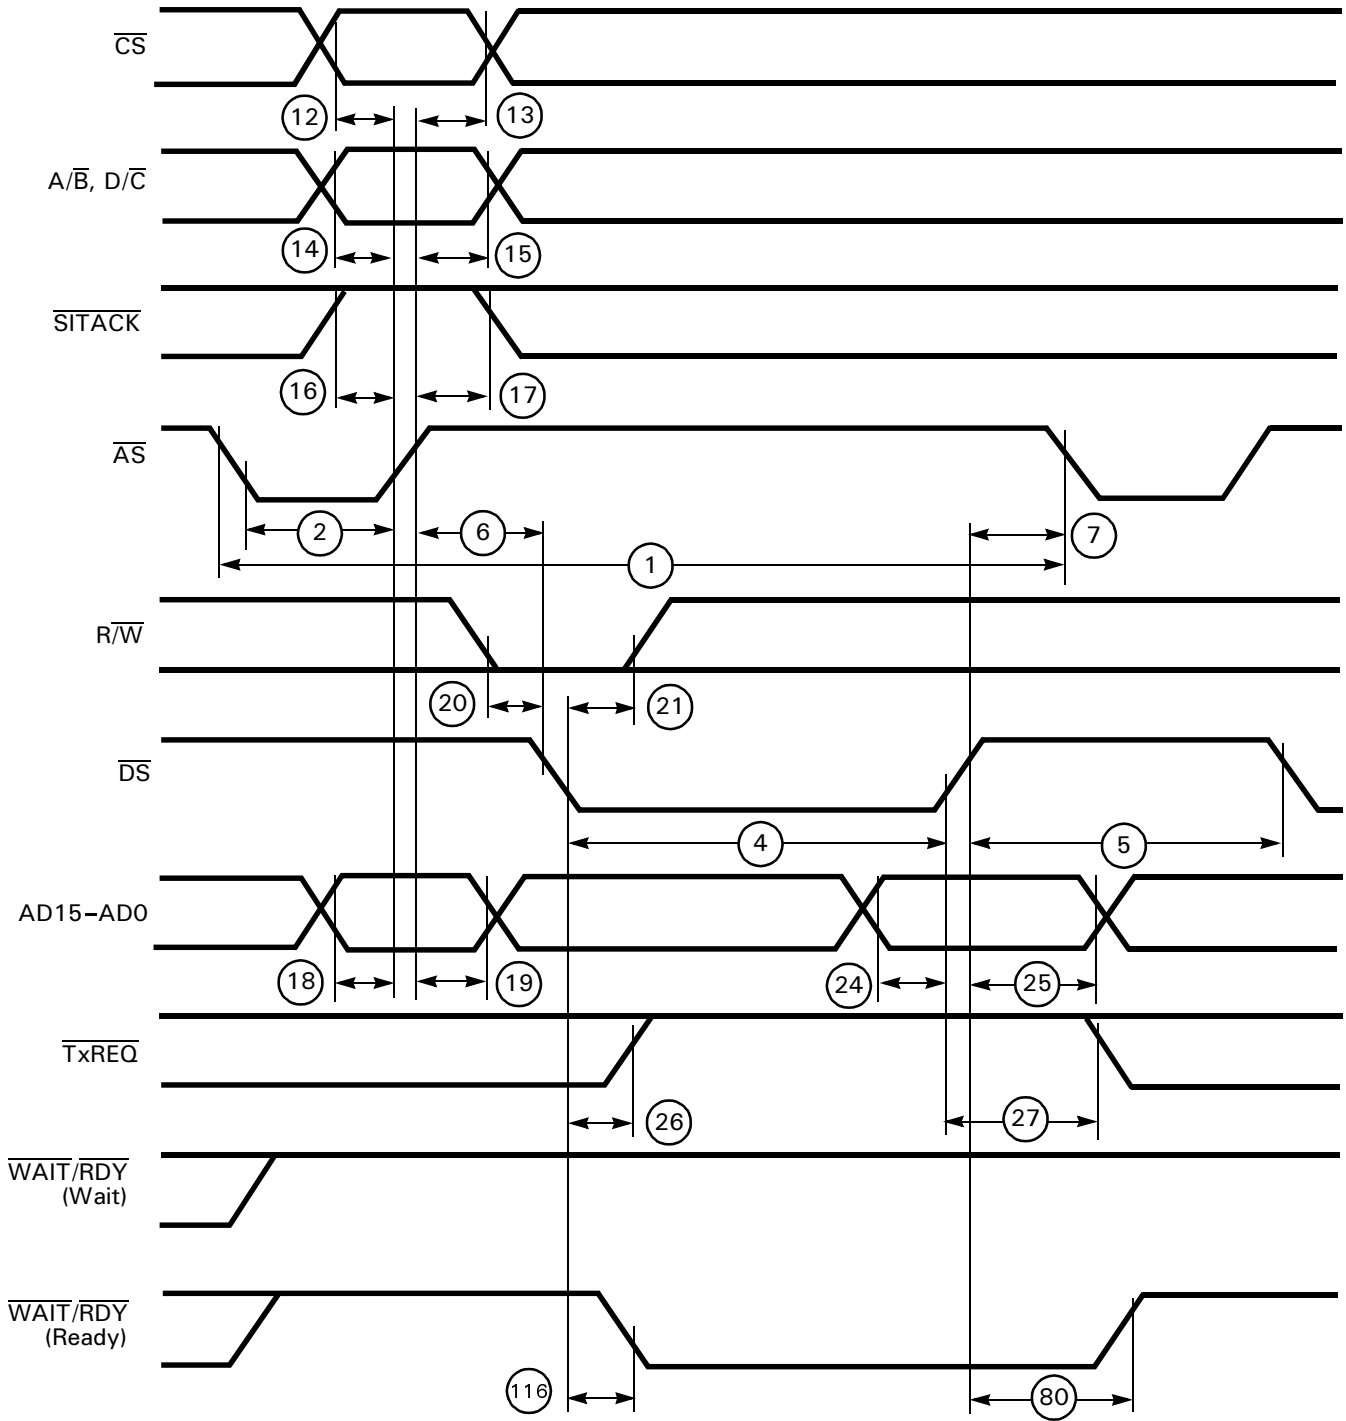 CS
12
13
A/B, D/C
14
15
SITACK
16
17
AS
2
6
7
1
R/W
20
21
DS
4
5
AD15–AD0
18
19
24
25
TxREQ
26
27
WAIT/RDY
(Wait)
WAIT/RDY
(Ready)
116
80